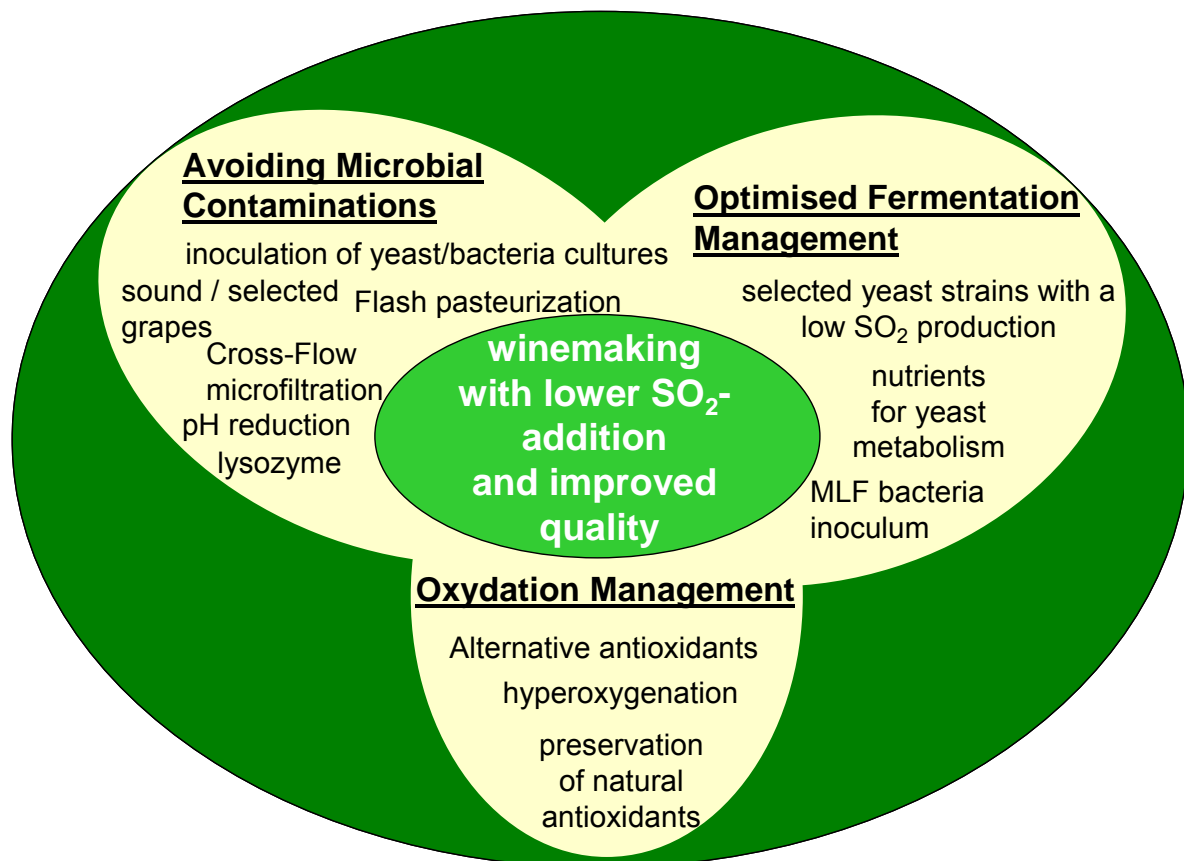 Avoiding Microbial
Contaminations
inoculation of yeast/bacteria cultures
sound / selected
grapes
Flash pasteurization
Cross-Flow
microfiltration
pH reduction
lysozyme
Optimised Fermentation
Management
selected yeast strains with a
low SO₂ production
nutrients
for yeast
metabolism
MLF bacteria
inoculum
winemaking
with lower SO₂-
addition
and improved
quality
Oxydation Management
Alternative antioxidants
hyperoxygenation
preservation
of natural
antioxidants